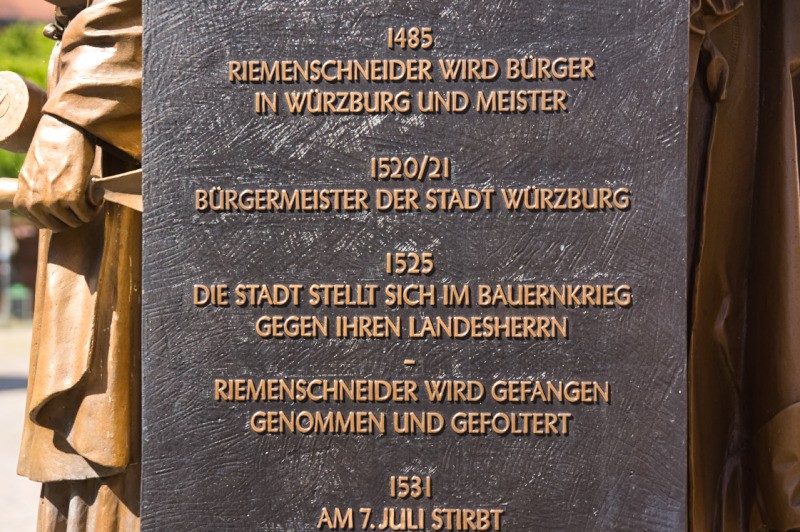 1485
RIEMENSCHNEIDER WIRD BÜRGER
IN WÜRZBURG UND MEISTER
1520/21
BÜRGERMEISTER DER STADT WÜRZBURG
1525
DIE STADT STELLT SICH IM BAUERNKRIEG
GEGEN IHREN LANDESHERRN
-
RIEMENSCHNEIDER WIRD GEFANGEN
GENOMMEN UND GEFOLTERT
1531
AM 7. JULI STIRBT